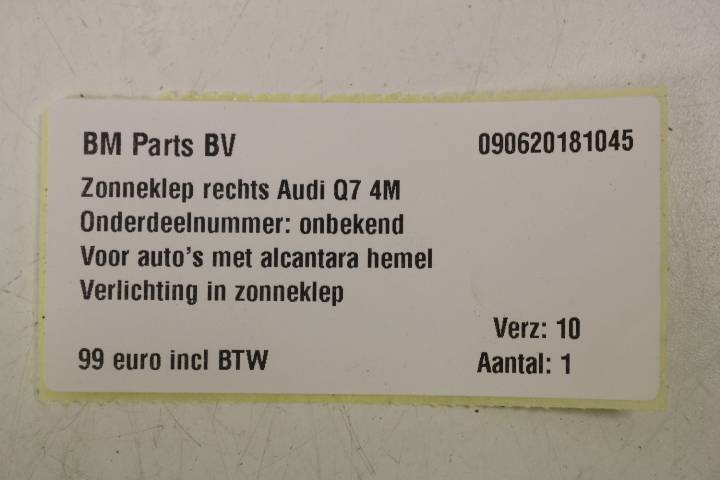 BM Parts BV 090620181045
Zonneklep rechts Audi Q7 4M
Onderdeelnummer: onbekend
Voor auto's met alcantara hemel
Verlichting in zonneklep
Verz: 10
99 euro incl BTW Aantal: 1